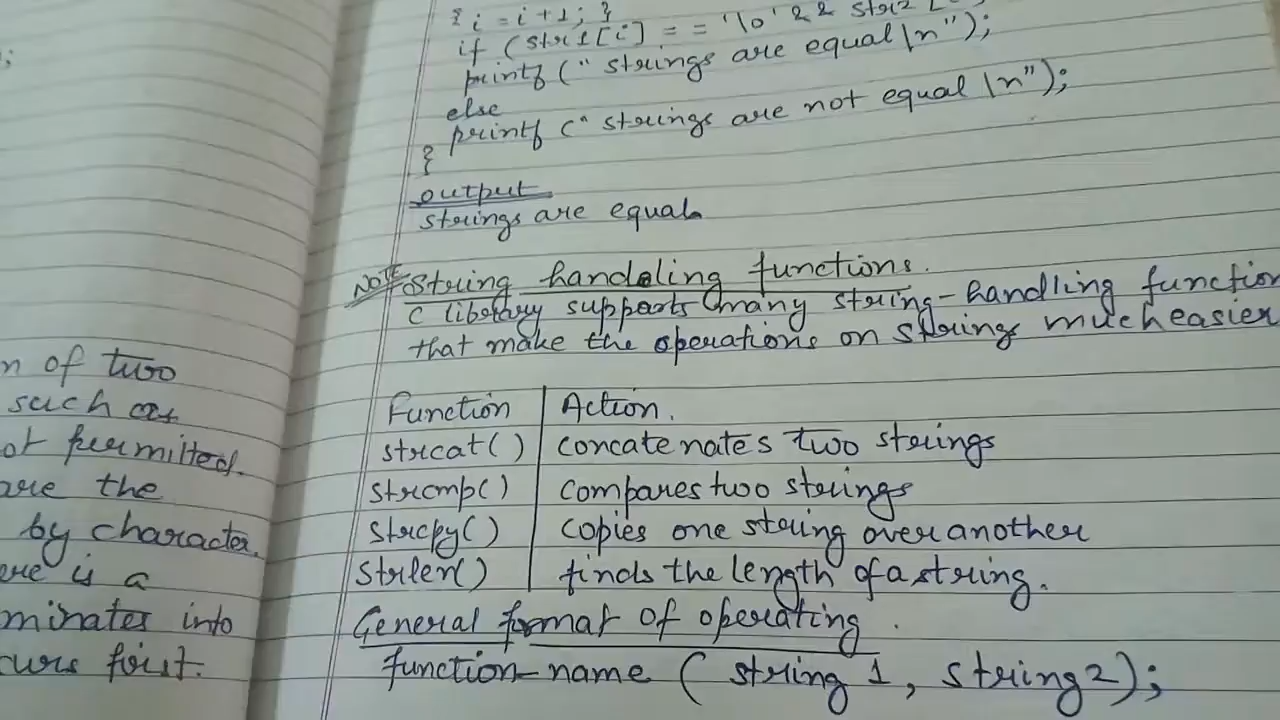 ;
n of two
such as
ot permitted.
are the
by character.
ere is a
minates into
curs first.
{i = i+1; }
if (str1[i] == '\0' && str2
printf (" strings are equal \n");
else
printf (" strings are not equal \n");
}
output
strings are equal
Note String handling functions.
C library supports many string-handling function
that make the operations on strings much easier
Function | Action.
strcat() | concatenates two strings
strcmp() | compares two strings
strcpy() | copies one string over another
strlen() | finds the length of a string.
General format of operating
function-name ( string 1, string 2);